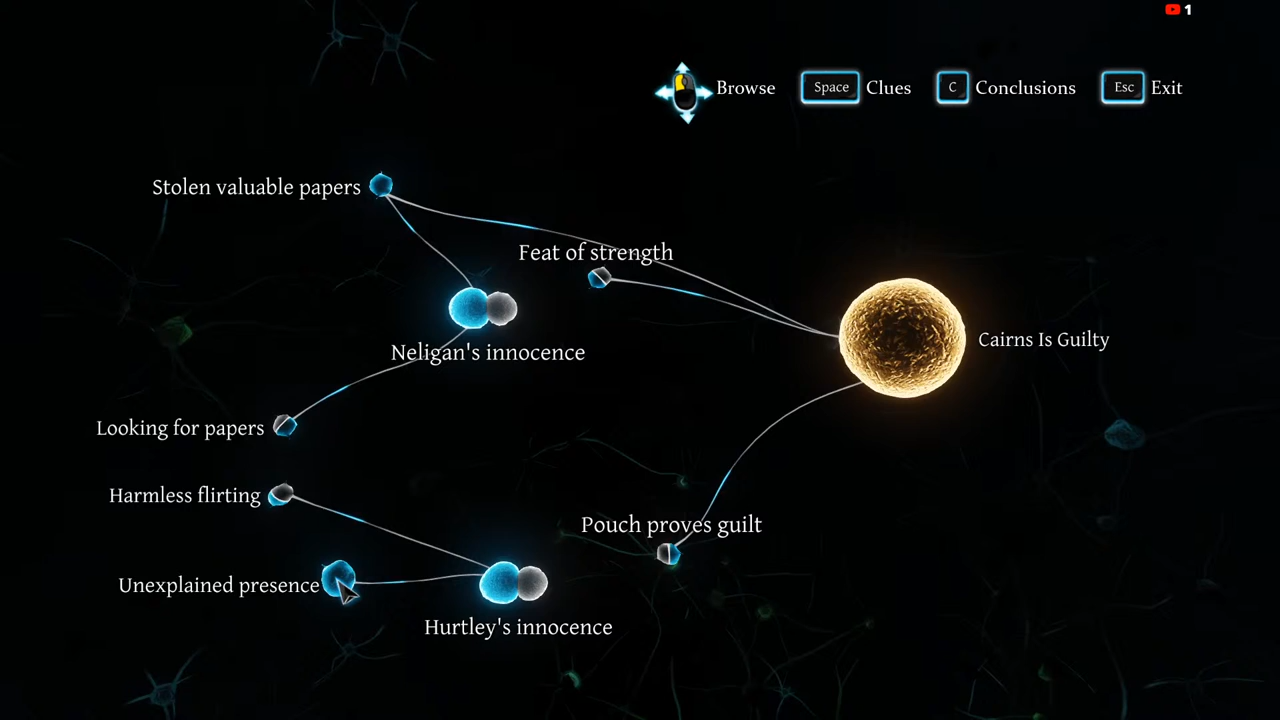 1
Browse
Space
Clues
C
Conclusions
Esc
Exit
Stolen valuable papers
Feat of strength
Cairns Is Guilty
Neligan's innocence
Looking for papers
Harmless flirting
Pouch proves guilt
Unexplained presence
Hurtley's innocence